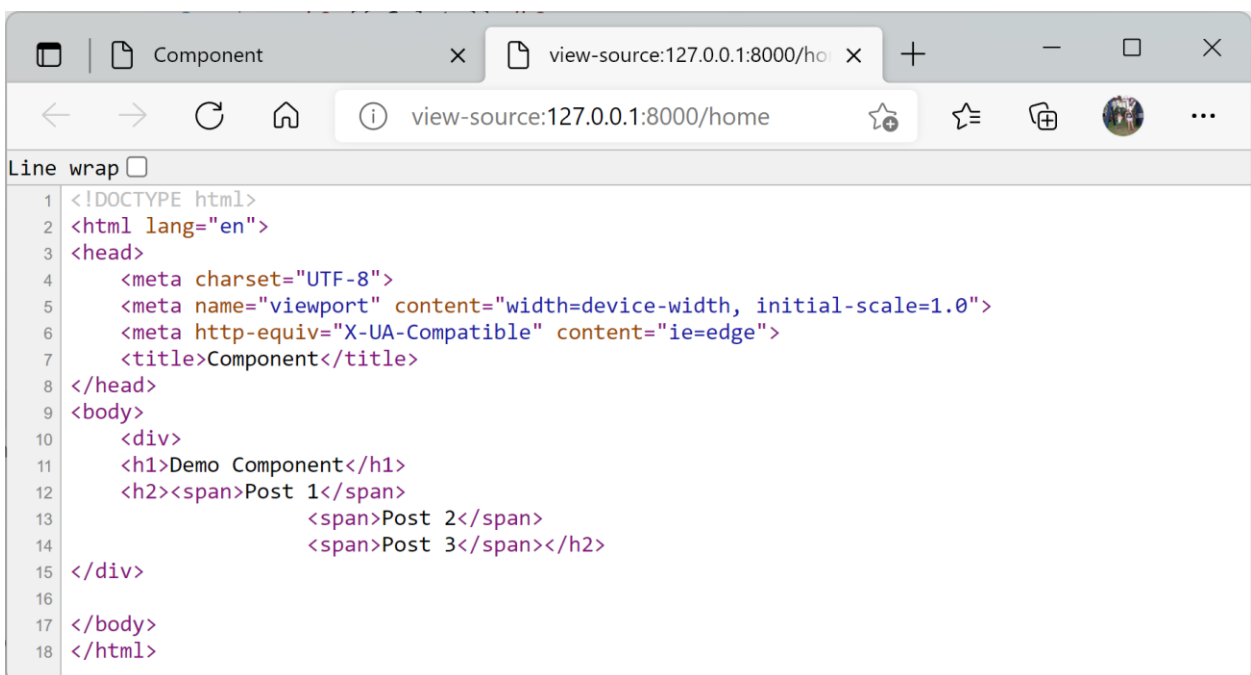 Component
view-source:127.0.0.1:8000/ho
view-source:127.0.0.1:8000/home
Line wrap
1 <!DOCTYPE html>
2 <html lang="en">
3 <head>
4     <meta charset="UTF-8">
5     <meta name="viewport" content="width=device-width, initial-scale=1.0">
6     <meta http-equiv="X-UA-Compatible" content="ie=edge">
7     <title>Component</title>
8 </head>
9 <body>
10     <div>
11     <h1>Demo Component</h1>
12     <h2><span>Post 1</span>
13                    <span>Post 2</span>
14                    <span>Post 3</span></h2>
15 </div>
16
17 </body>
18 </html>